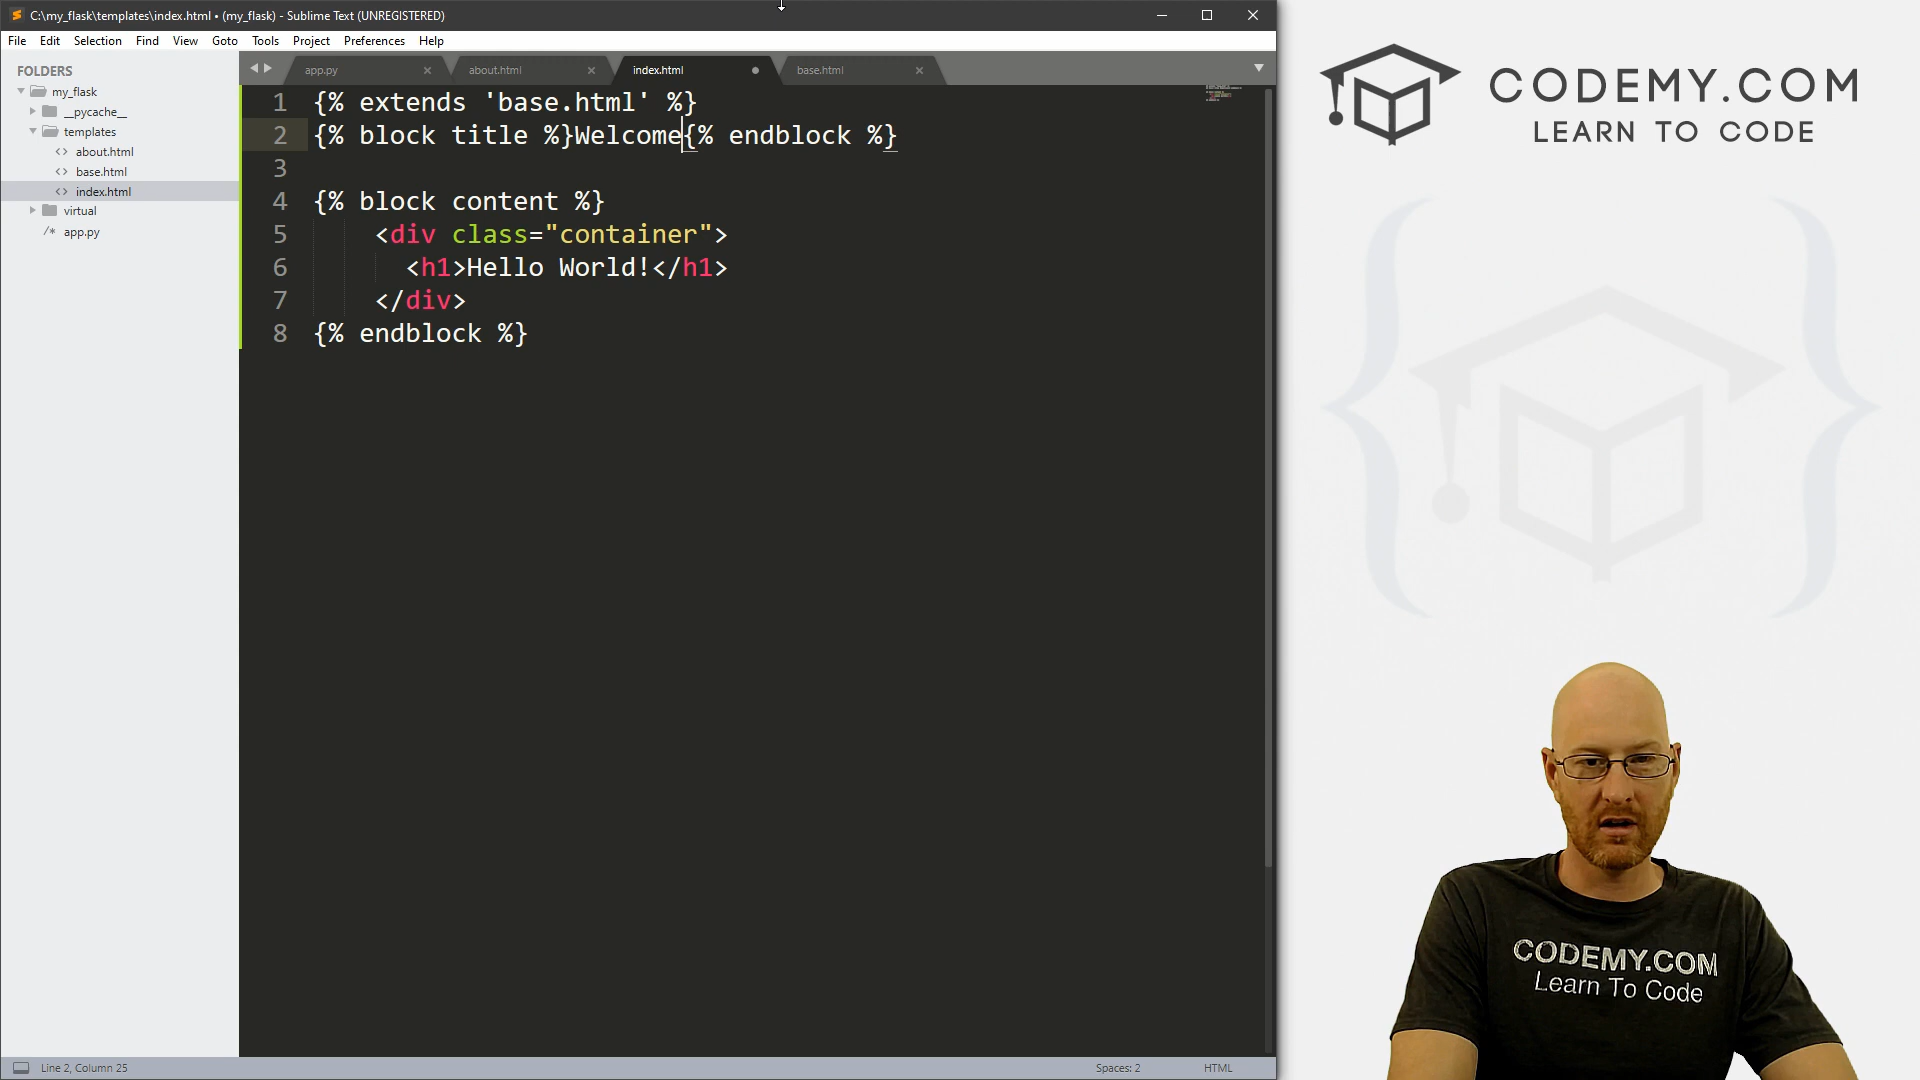 C:\my_flask\templates\index.html • (my_flask) - Sublime Text (UNREGISTERED)
File Edit Selection Find View Goto Tools Project Preferences Help
FOLDERS
my_flask
__pycache__
templates
about.html
base.html
index.html
virtual
app.py
app.py about.html index.html base.html
1 {% extends 'base.html' %}
2 {% block title %}Welcome{% endblock %}
3
4 {% block content %}
5 <div class="container">
6 <h1>Hello World!</h1>
7 </div>
8 {% endblock %}
Line 2, Column 25 Spaces: 2 HTML
CODEMY.COM
LEARN TO CODE
CODEMY.COM
Learn To Code